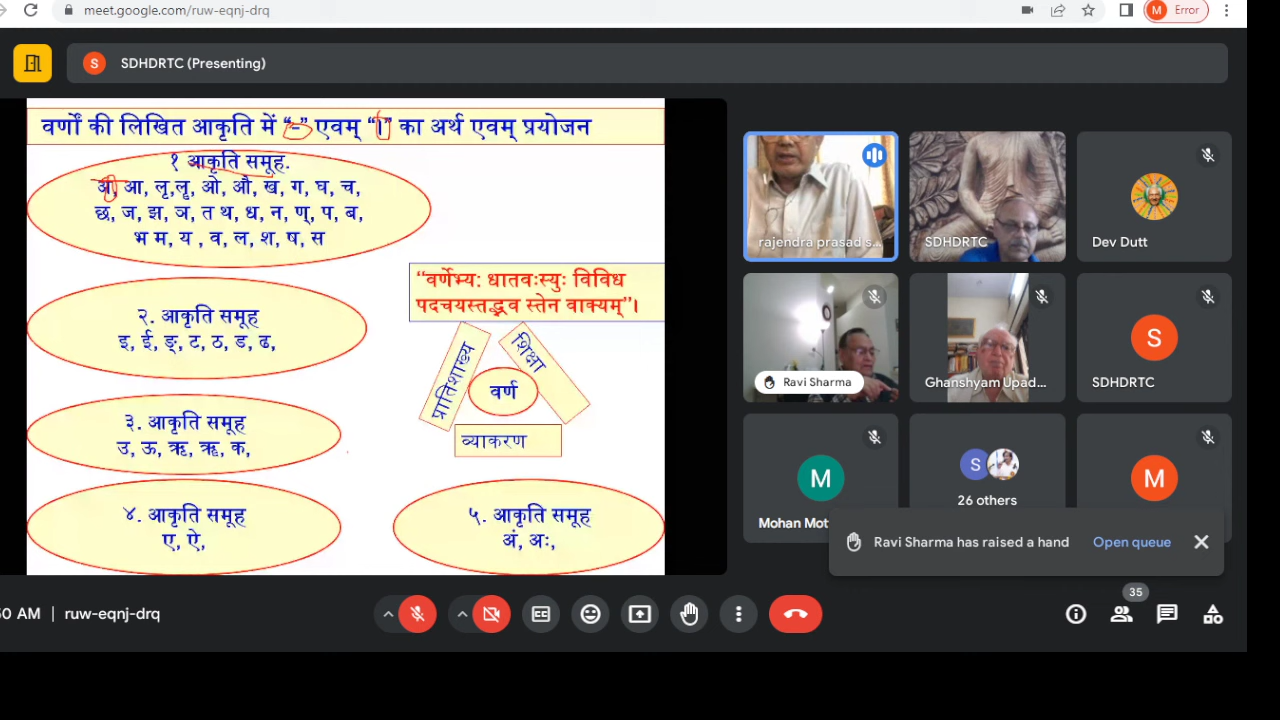 meet.google.com/ruw-eqnj-drq
M Error
S SDHDRTC (Presenting)
वर्णों की लिखित आकृति में “-” एवम् “।” का अर्थ एवम् प्रयोजन
१ आकृति समूह.
अ, आ, लृ,लॄ, ओ, औ, ख, ग, घ, च,
छ, ज, झ, ञ, त थ, ध, न, ण्, प, ब,
भ म, य , व, ल, श, ष, स
२. आकृति समूह
इ, ई, ङ्, ट, ठ, ड, ढ,
३. आकृति समूह
उ, ऊ, ऋ, ॠ, क,
४. आकृति समूह
ए, ऐ,
५. आकृति समूह
अं, अः,
“वर्णेभ्य: धातवःस्युः विविध
पदचयस्तद्भव स्तेन वाक्यम्”।
प्रातिशाख्य
शिक्षा
वर्ण
व्याकरण
rajendra prasad s...
SDHDRTC
Dev Dutt
Ravi Sharma
Ghanshyam Upad...
S
SDHDRTC
M
Mohan Mot
S
26 others
M
Ravi Sharma has raised a hand Open queue
50 AM | ruw-eqnj-drq
35